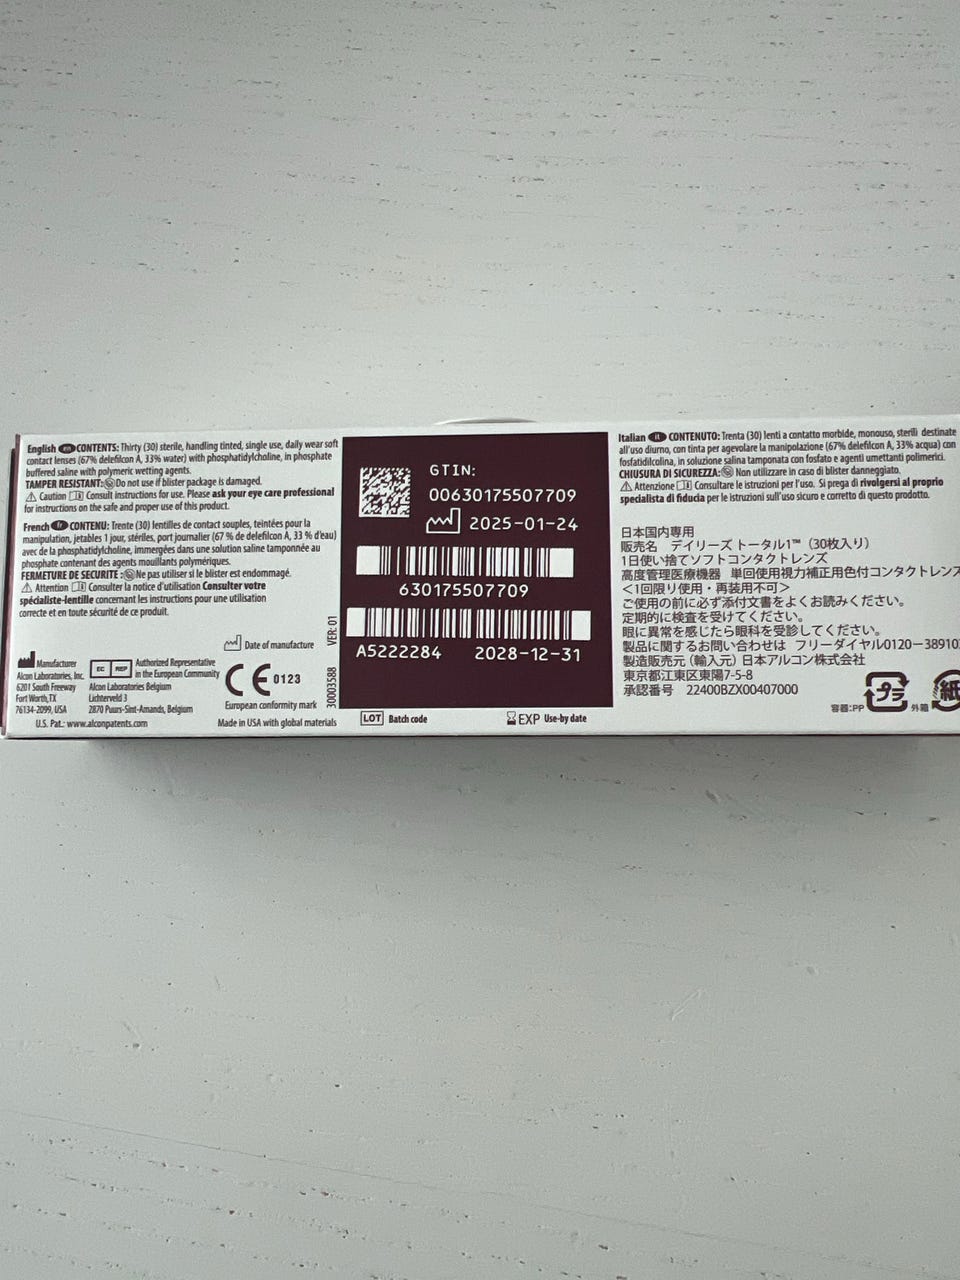 English en CONTENTS: Thirty (30) sterile, handling tinted, single use, daily wear soft
contact lenses (67% delefilcon A, 33% water) with phosphatidylcholine, in phosphate
buffered saline with polymeric wetting agents.
TAMPER RESISTANT: Do not use if blister package is damaged.
Caution Consult instructions for use. Please ask your eye care professional
for instructions on the safe and proper use of this product.
French fr CONTENU: Trente (30) lentilles de contact souples, teintées pour la
manipulation, jetables 1 jour, stériles, port journalier (67 % de delefilcon A, 33 % d'eau)
avec de la phosphatidylcholine, immergées dans une solution saline tamponnée au
phosphate contenant des agents mouillants polymériques.
FERMETURE DE SECURITE : Ne pas utiliser si le blister est endommagé.
Attention Consulter la notice d'utilisation Consulter votre
spécialiste-lentille concernant les instructions pour une utilisation
correcte et en toute sécurité de ce produit.
Date of manufacture
Manufacturer
Alcon Laboratories, Inc.
6201 South Freeway
Fort Worth,TX
76134-2099, USA
EC REP
Authorized Representative
in the European Community
Alcon Laboratories Belgium
Lichterveld 3
2870 Puurs-Sint-Amands, Belgium
CE 0123
European conformity mark
U.S. Pat.: www.alconpatents.com
Made in USA with global materials
30003588 VER: 01
GTIN:
00630175507709
2025-01-24
630175507709
A5222284 2028-12-31
LOT Batch code
EXP Use-by date
Italian it CONTENUTO: Trenta (30) lenti a contatto morbide, monouso, sterili destinate
all'uso diurno, con tinta per agevolare la manipolazione (67% delefilcon A, 33% acqua) con
fosfatidilcolina, in soluzione salina tamponata con fosfato e agenti umettanti polimerici.
CHIUSURA DI SICUREZZA: Non utilizzare in caso di blister danneggiato.
Attenzione Consultare le istruzioni per l'uso. Si prega di rivolgersi al proprio
specialista di fiducia per le istruzioni sull'uso sicuro e corretto di questo prodotto.
日本国内専用
販売名 デイリーズ トータル1™（30枚入り）
1日使い捨てソフトコンタクトレンズ
高度管理医療機器 単回使用視力補正用色付コンタクトレンズ
＜1回限り使用・再装用不可＞
ご使用の前に必ず添付文書をよくお読みください。
定期的に検査を受けてください。
眼に異常を感じたら眼科を受診してください。
製品に関するお問い合わせは フリーダイヤル0120-38910
製造販売元（輸入元）日本アルコン株式会社
東京都江東区東陽7-5-8
承認番号 22400BZX00407000
容器:PP プラ 外箱 紙